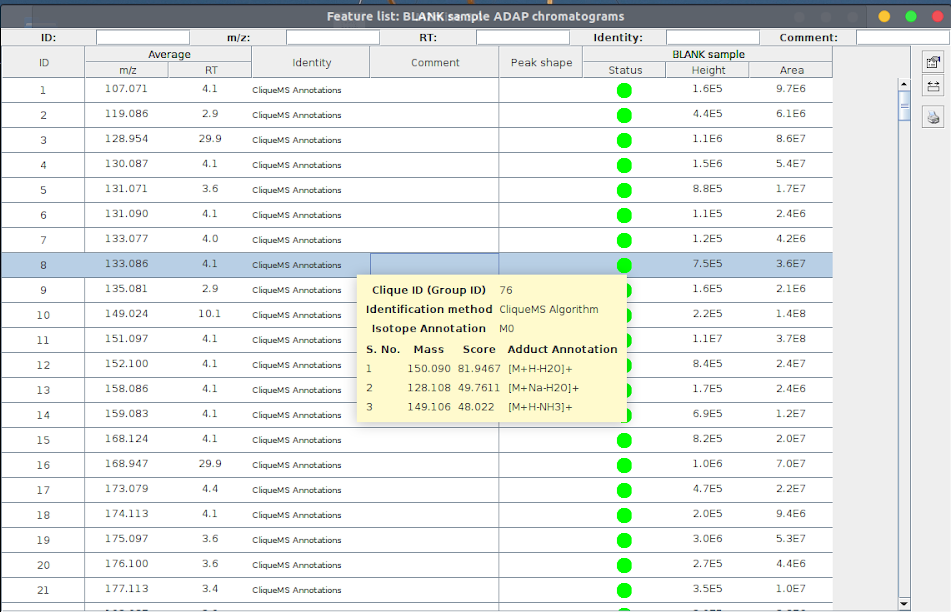 Feature list: BLANK sample ADAP chromatograms
ID: m/z: RT: Identity: Comment:
ID Average Identity Comment Peak shape BLANK sample
m/z RT Status Height Area
1 107.071 4.1 CliqueMS Annotations 1.6E5 9.7E6
2 119.086 2.9 CliqueMS Annotations 4.4E5 6.1E6
3 128.954 29.9 CliqueMS Annotations 1.1E6 8.6E7
4 130.087 4.1 CliqueMS Annotations 1.5E6 5.4E7
5 131.071 3.6 CliqueMS Annotations 8.8E5 1.7E7
6 131.090 4.1 CliqueMS Annotations 1.1E5 2.4E6
7 133.077 4.0 CliqueMS Annotations 1.2E5 4.2E6
8 133.086 4.1 CliqueMS Annotations 7.5E5 3.6E7
9 135.081 2.9 CliqueMS Annotations 1.6E5 2.1E6
10 149.024 10.1 CliqueMS Annotations 2.2E5 1.4E8
11 151.097 4.1 CliqueMS Annotations 1.1E7 3.7E8
12 152.100 4.1 CliqueMS Annotations 8.4E5 2.4E7
13 158.086 4.1 CliqueMS Annotations 1.7E5 2.4E6
14 159.083 4.1 CliqueMS Annotations 6.9E5 1.2E7
15 168.124 4.1 CliqueMS Annotations 8.2E5 2.0E7
16 168.947 29.9 CliqueMS Annotations 1.0E6 7.0E7
17 173.079 4.4 CliqueMS Annotations 4.7E5 2.2E7
18 174.113 4.1 CliqueMS Annotations 2.0E5 9.4E6
19 175.097 3.6 CliqueMS Annotations 3.0E6 5.3E7
20 176.100 3.6 CliqueMS Annotations 2.7E5 4.4E6
21 177.113 3.4 CliqueMS Annotations 3.5E5 1.0E7
Clique ID (Group ID) 76
Identification method CliqueMS Algorithm
Isotope Annotation M0
S. No. Mass Score Adduct Annotation
1 150.090 81.9467 [M+H-H2O]+
2 128.108 49.7611 [M+Na-H2O]+
3 149.106 48.022 [M+H-NH3]+